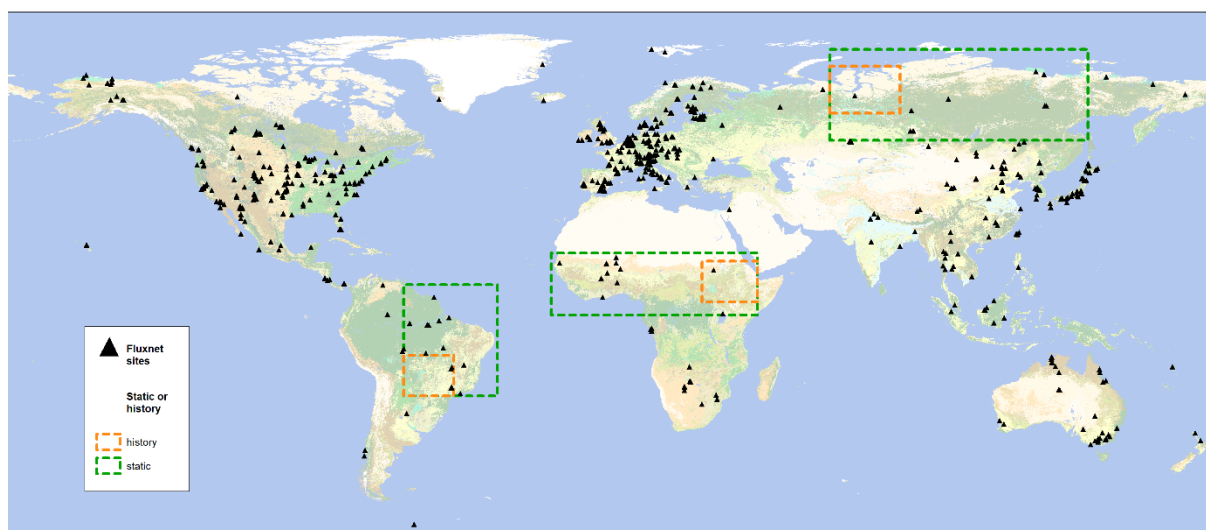 Fluxnet
sites
Static or
history
history
static